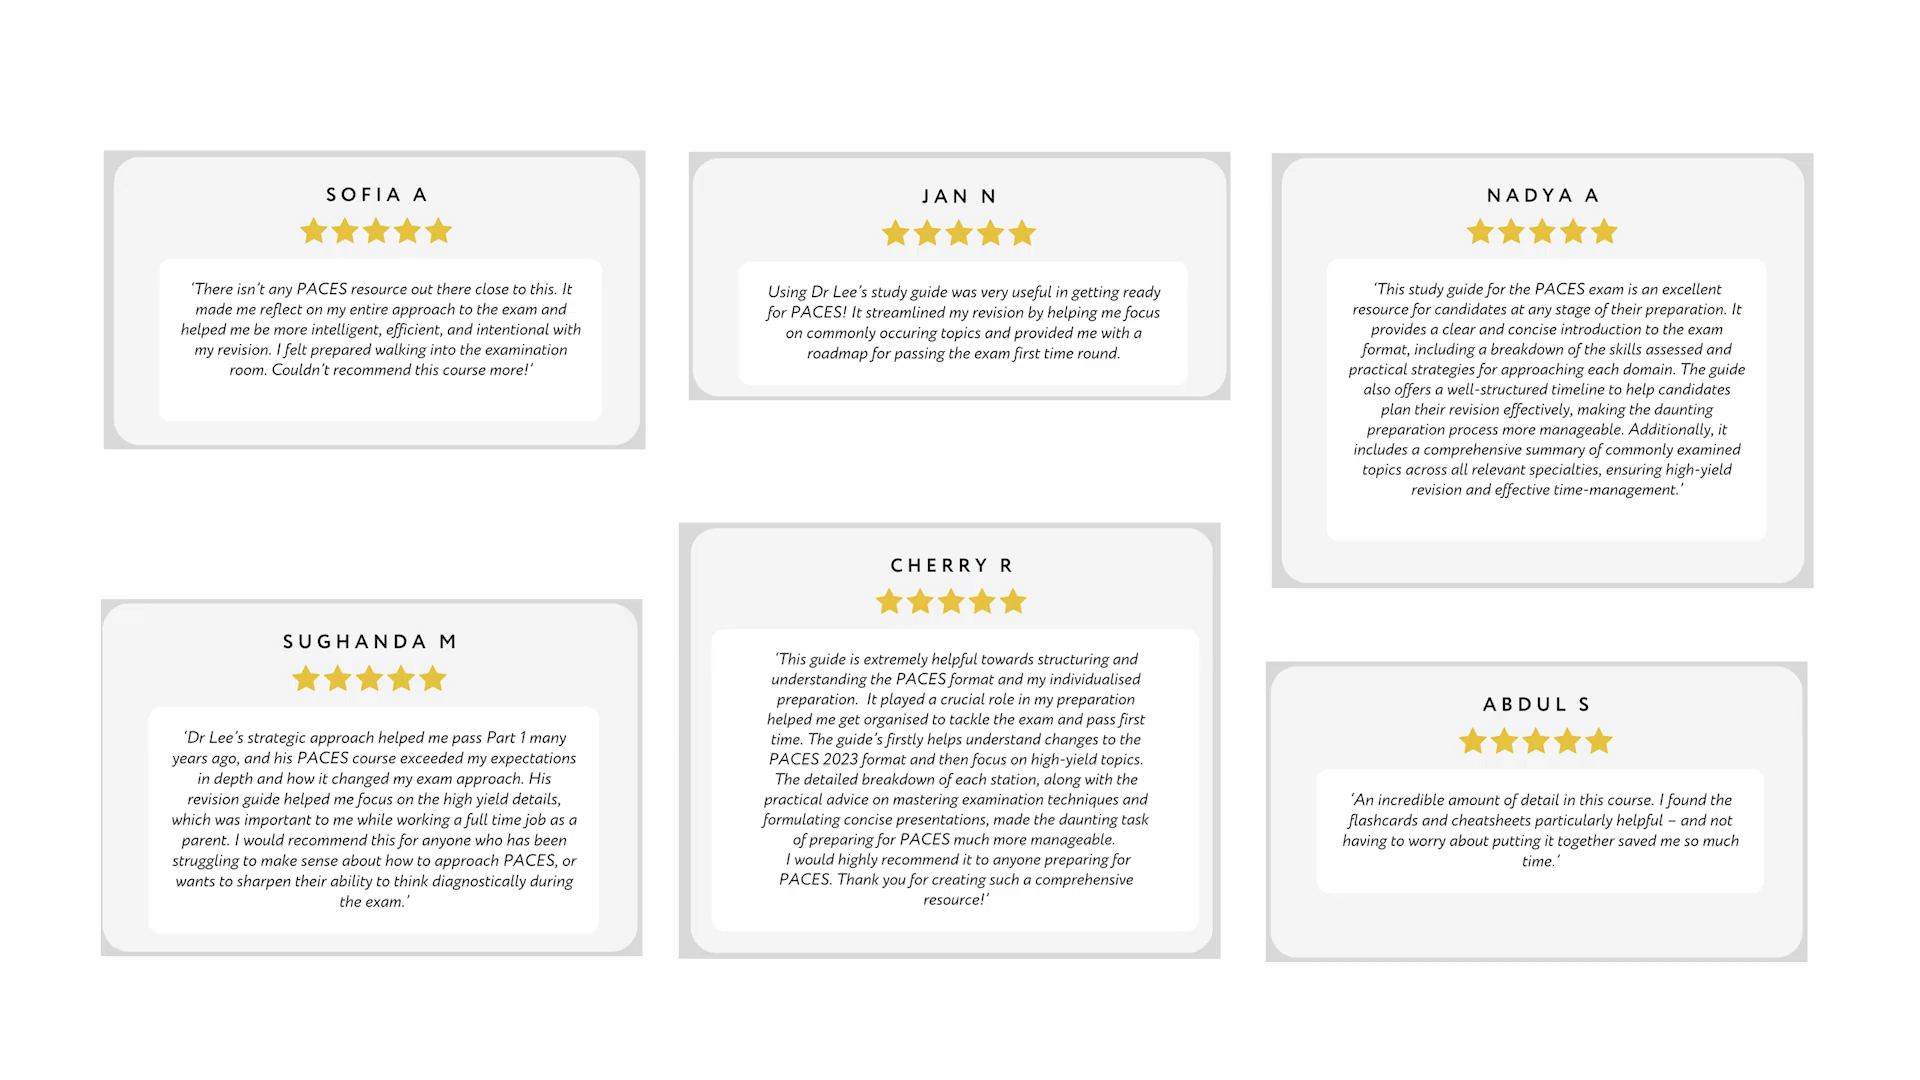 SOFIA A
‘There isn’t any PACES resource out there close to this. It
made me reflect on my entire approach to the exam and
helped me be more intelligent, efficient, and intentional with
my revision. I felt prepared walking into the examination
room. Couldn’t recommend this course more!’
JAN N
Using Dr Lee’s study guide was very useful in getting ready
for PACES! It streamlined my revision by helping me focus
on commonly occuring topics and provided me with a
roadmap for passing the exam first time round.
NADYA A
‘This study guide for the PACES exam is an excellent
resource for candidates at any stage of their preparation. It
provides a clear and concise introduction to the exam
format, including a breakdown of the skills assessed and
practical strategies for approaching each domain. The guide
also offers a well-structured timeline to help candidates
plan their revision effectively, making the daunting
preparation process more manageable. Additionally, it
includes a comprehensive summary of commonly examined
topics across all relevant specialties, ensuring high-yield
revision and effective time-management.’
SUGHANDA M
‘Dr Lee’s strategic approach helped me pass Part 1 many
years ago, and his PACES course exceeded my expectations
in depth and how it changed my exam approach. His
revision guide helped me focus on the high yield details,
which was important to me while working a full time job as a
parent. I would recommend this for anyone who has been
struggling to make sense about how to approach PACES, or
wants to sharpen their ability to think diagnostically during
the exam.’
CHERRY R
‘This guide is extremely helpful towards structuring and
understanding the PACES format and my individualised
preparation.  It played a crucial role in my preparation
helped me get organised to tackle the exam and pass first
time. The guide’s firstly helps understand changes to the
PACES 2023 format and then focus on high-yield topics.
The detailed breakdown of each station, along with the
practical advice on mastering examination techniques and
formulating concise presentations, made the daunting task
of preparing for PACES much more manageable.
I would highly recommend it to anyone preparing for
PACES. Thank you for creating such a comprehensive
resource!’
ABDUL S
‘An incredible amount of detail in this course. I found the
flashcards and cheatsheets particularly helpful – and not
having to worry about putting it together saved me so much
time.’